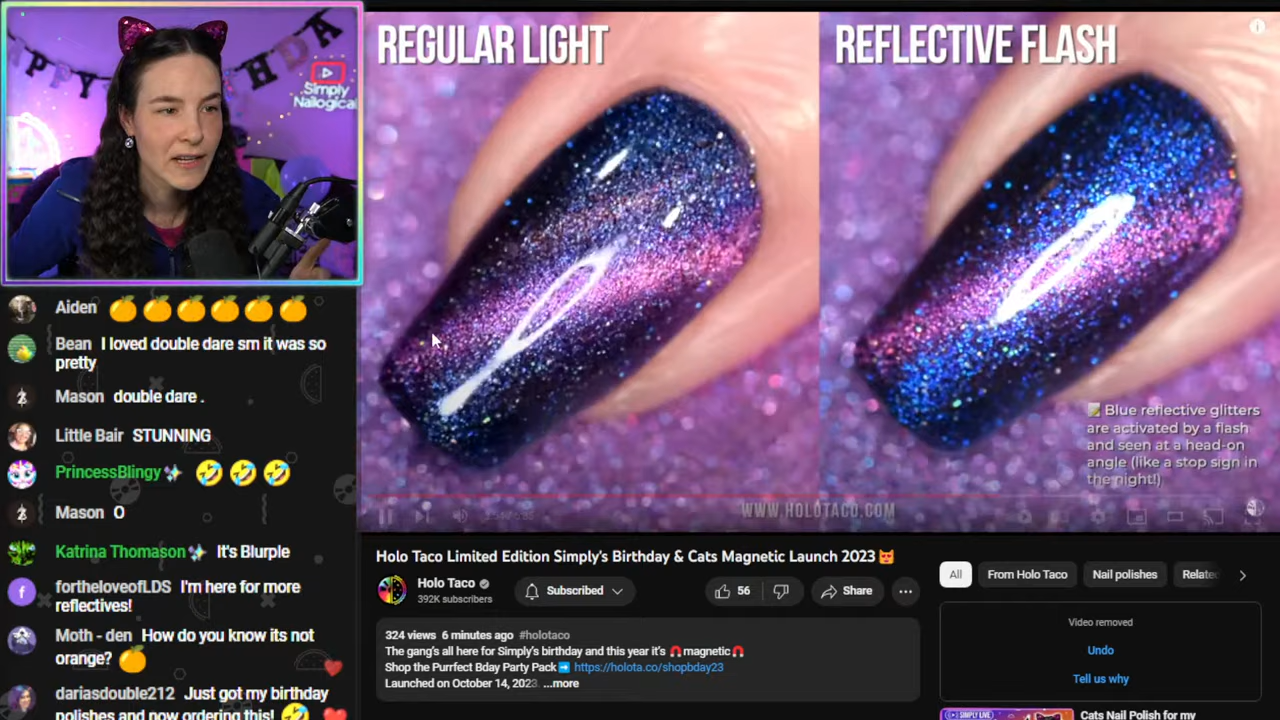 REGULAR LIGHT
REFLECTIVE FLASH
Simply
Nailogical
Aiden 🍊🍊🍊🍊🍊🍊
Bean I loved double dare sm it was so
pretty
Mason double dare .
Little Bair STUNNING
PrincessBlingy✨ 🤣🤣🤣
Mason O
Katrina Thomason✨ It's Blurple
fortheloveofLDS I'm here for more
reflectives!
Moth - den How do you know its not
orange? 🍊
dariasdouble212 Just got my birthday
polishes and now ordering this! 🤣
Blue reflective glitters
are activated by a flash
and seen at a head-on
angle (like a stop sign in
the night!)
WWW.HOLOTACO.COM
Holo Taco Limited Edition Simply's Birthday & Cats Magnetic Launch 2023😻
Holo Taco
392K subscribers
Subscribed
56
Share
324 views 6 minutes ago #holotaco
The gang's all here for Simply's birthday and this year it's 🧲magnetic🧲
Shop the Purrfect Bday Party Pack➡️ https://holota.co/shopbday23
Launched on October 14, 2023. ...more
All
From Holo Taco
Nail polishes
Relate
Video removed
Undo
Tell us why
SIMPLY LIVE
Cats Nail Polish for my